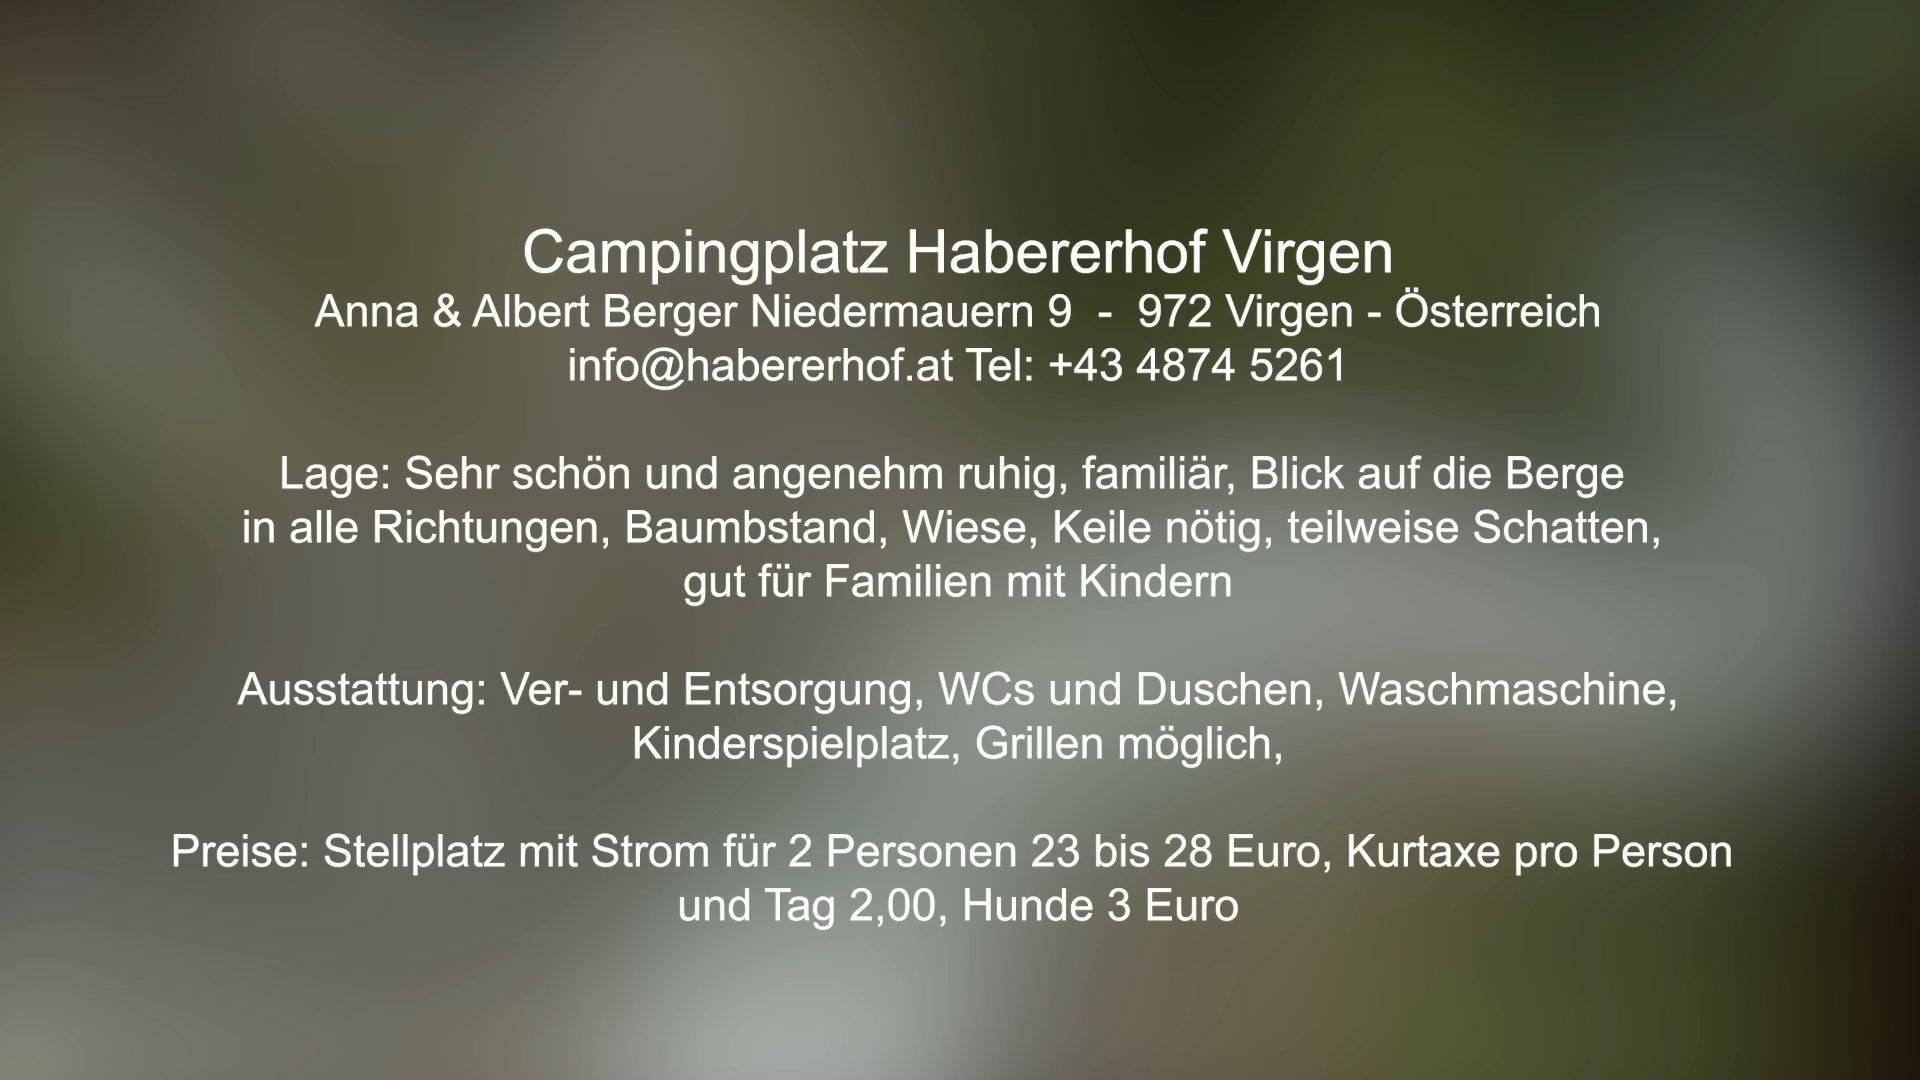 Campingplatz Habererhof Virgen
Anna & Albert Berger Niedermauern 9  -  972 Virgen - Österreich
info@habererhof.at Tel: +43 4874 5261
Lage: Sehr schön und angenehm ruhig, familiär, Blick auf die Berge
in alle Richtungen, Baumbstand, Wiese, Keile nötig, teilweise Schatten,
gut für Familien mit Kindern
Ausstattung: Ver- und Entsorgung, WCs und Duschen, Waschmaschine,
Kinderspielplatz, Grillen möglich,
Preise: Stellplatz mit Strom für 2 Personen 23 bis 28 Euro, Kurtaxe pro Person
und Tag 2,00, Hunde 3 Euro